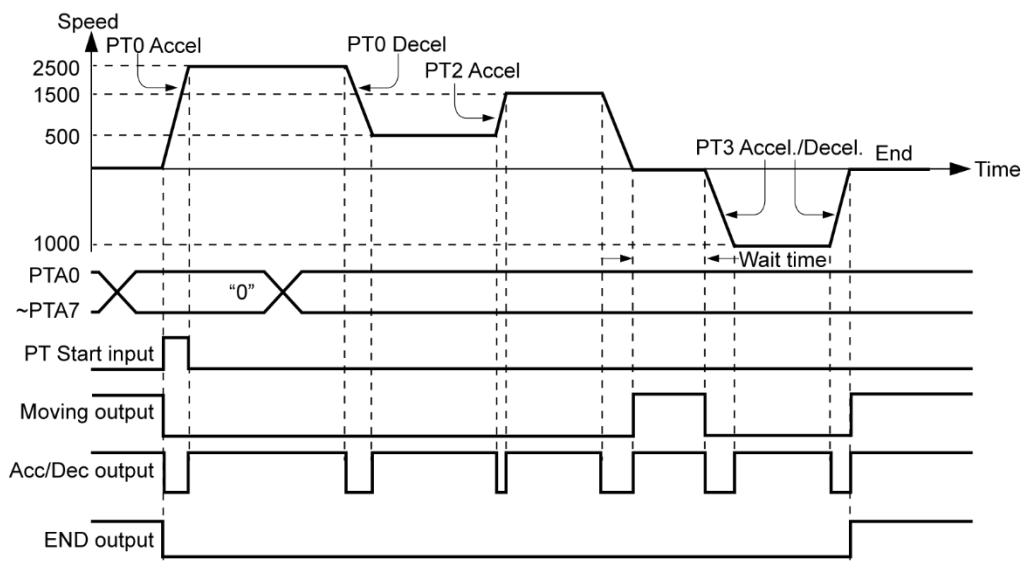 Speed
PT0 Accel
PT0 Decel
2500
PT2 Accel
1500
500
PT3 Accel./Decel.
End
Time
1000
Wait time
PTA0
~PTA7
“0”
PT Start input
Moving output
Acc/Dec output
END output